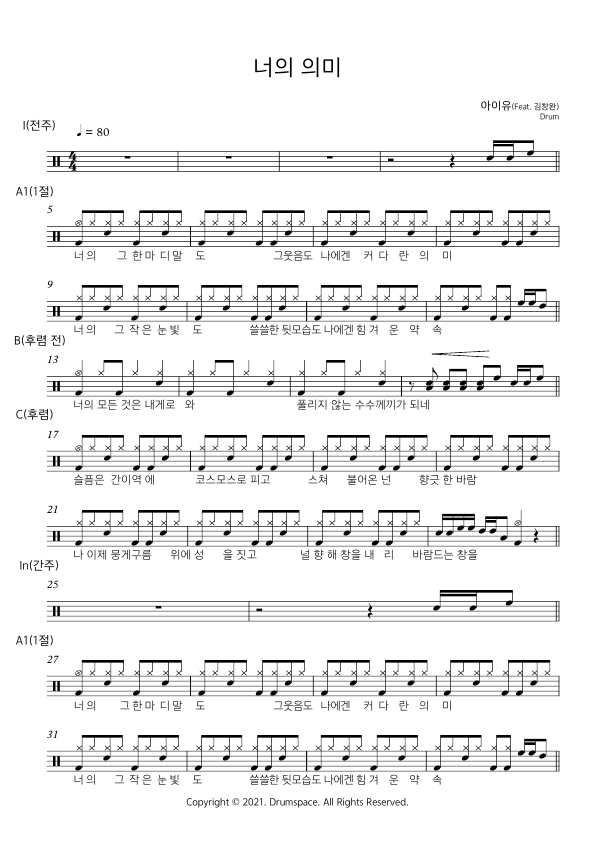 너의 의미
아이유(Feat. 김창완)
Drum
I(전주)
♩ = 80
A1(1절)
5
너의 그 한마 디말 도 그웃음도 나에겐 커 다 란 의 미
9
너의 그 작은 눈빛 도 쓸쓸한 뒷모습도 나에겐 힘 겨 운 약 속
B(후렴 전)
13
너의 모든 것은 내게로 와 풀리지 않는 수수께끼가 되네
C(후렴)
17
슬픔은 간이역 에 코스모스로 피고 스쳐 불어온 넌 향긋 한 바람
21
나 이제 뭉게구름 위에 성 을 짓고 널 향 해 창을 내 리 바람드는 창을
In(간주)
25
A1(1절)
27
너의 그 한마 디말 도 그웃음도 나에겐 커 다 란 의 미
31
너의 그 작은 눈빛 도 쓸쓸한 뒷모습도 나에겐 힘 겨 운 약 속
Copyright © 2021. Drumspace. All Rights Reserved.